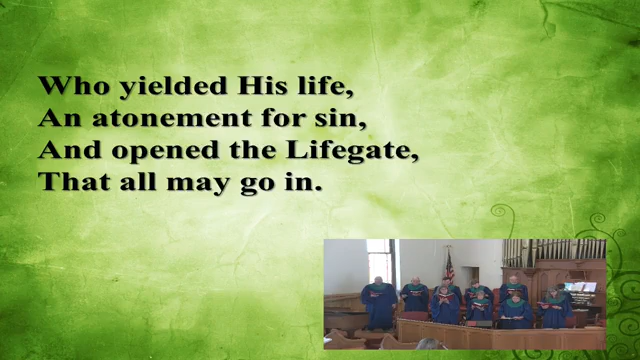 Who yielded His life,
An atonement for sin,
And opened the Lifegate,
That all may go in.